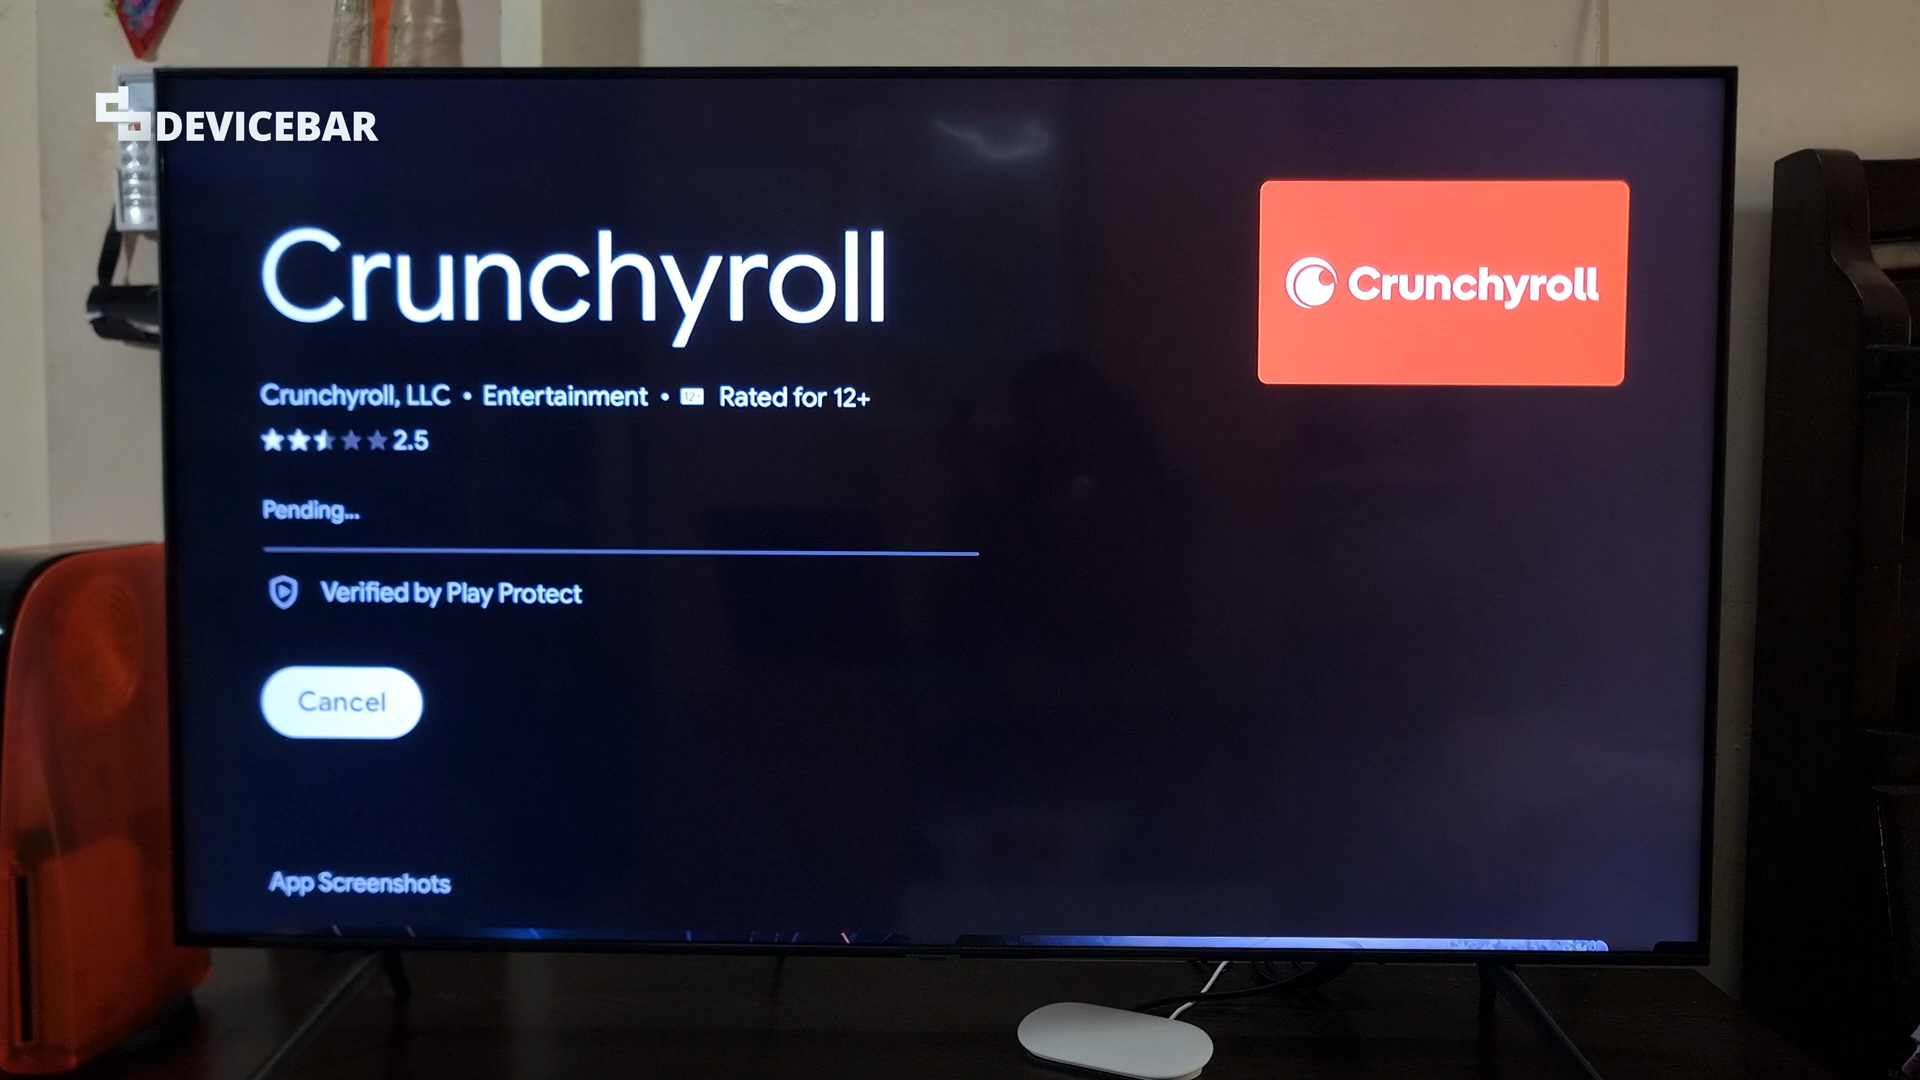 DEVICEBAR
Crunchyroll
Crunchyroll
Crunchyroll, LLC • Entertainment • 12+ Rated for 12+
2.5
Pending...
Verified by Play Protect
Cancel
App Screenshots